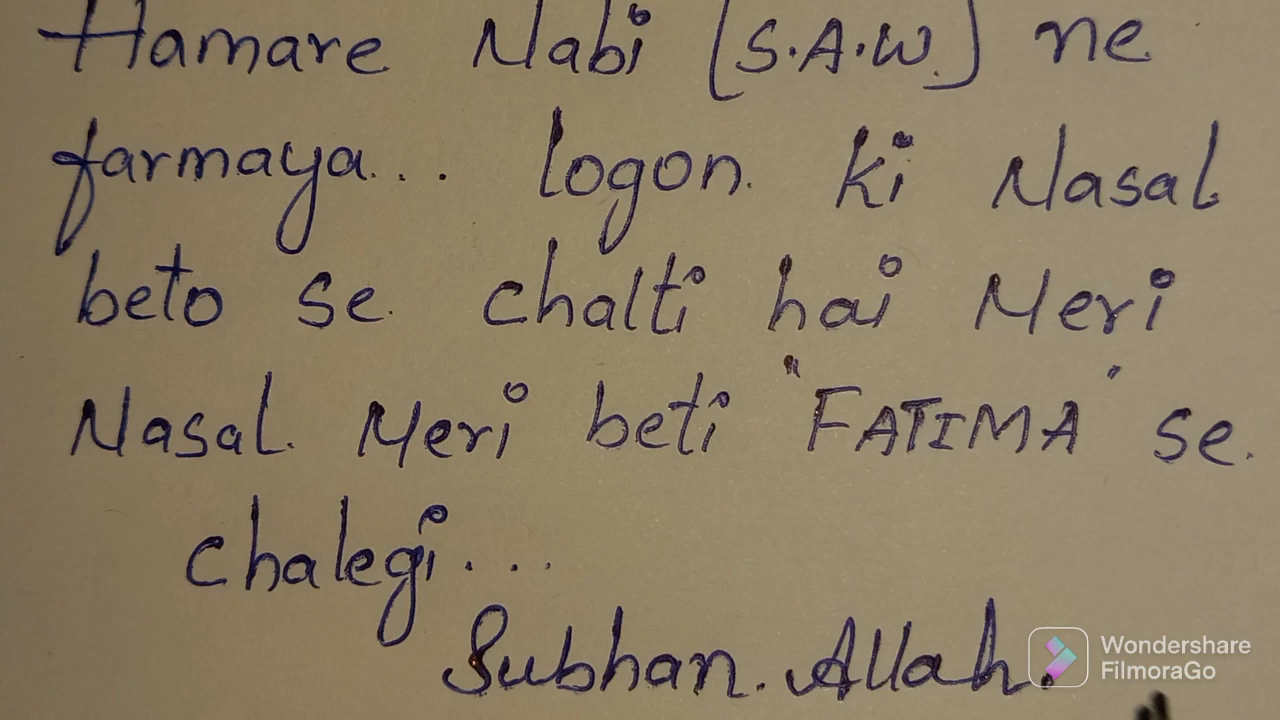 Hamare Nabi [S.A.W.] ne
farmaya... logon. ki Nasal
beto se. chalti hai Meri
Nasal. Meri beti "FATIMA" se.
chalegi...
Subhan. Allah.
Wondershare
FilmoraGo